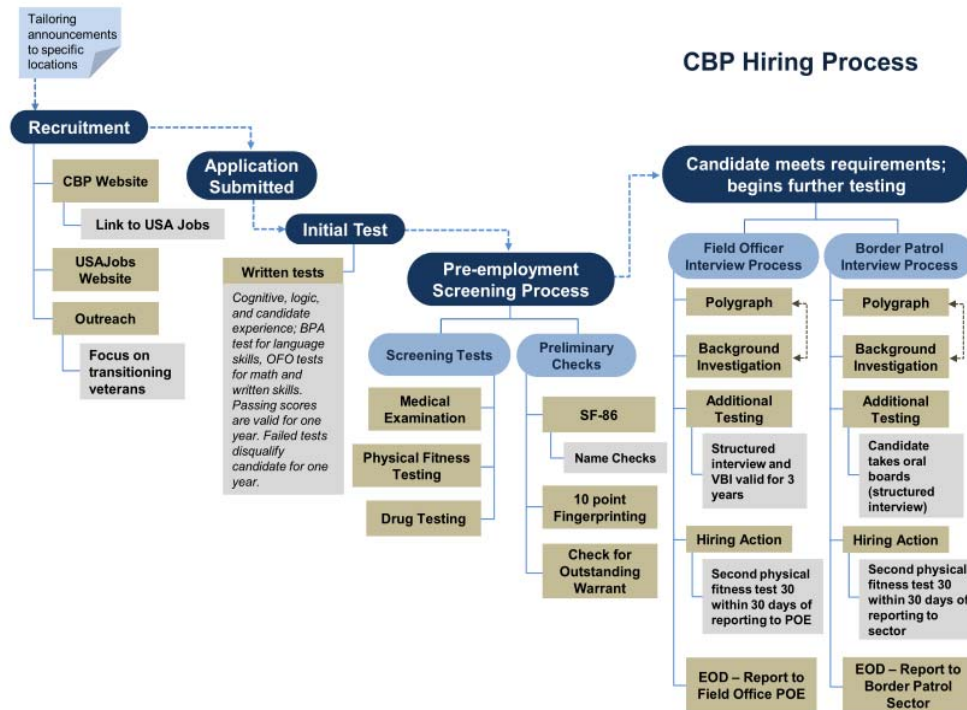 Tailoring
announcements
to specific
locations
CBP Hiring Process
Recruitment
CBP Website
Link to USA Jobs
USAJobs
Website
Outreach
Focus on
transitioning
veterans
Application
Submitted
Initial Test
Written tests
Cognitive, logic,
and candidate
experience; BPA
test for language
skills, OFO tests
for math and
written skills.
Passing scores
are valid for one
year. Failed tests
disqualify
candidate for one
year.
Pre-employment
Screening Process
Screening Tests
Medical
Examination
Physical Fitness
Testing
Drug Testing
Preliminary
Checks
SF-86
Name Checks
10 point
Fingerprinting
Check for
Outstanding
Warrant
Candidate meets requirements;
begins further testing
Field Officer
Interview Process
Polygraph
Background
Investigation
Additional
Testing
Structured
interview and
VBI valid for 3
years
Hiring Action
Second physical
fitness test 30
within 30 days of
reporting to POE
EOD – Report to
Field Office POE
Border Patrol
Interview Process
Polygraph
Background
Investigation
Additional
Testing
Candidate
takes oral
boards
(structured
interview)
Hiring Action
Second physical
fitness test 30
within 30 days of
reporting to
sector
EOD – Report to
Border Patrol
Sector